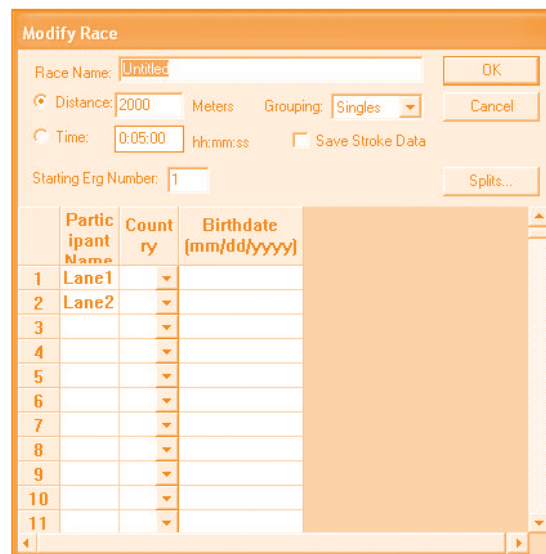 Modify Race
Race Name: Untitled OK
Distance: 2000 Meters Grouping: Singles Cancel
Time: 0:05:00 hh:mm:ss Save Stroke Data
Starting Erg Number: 1 Splits...
Partic
ipant
Name
Count
ry
Birthdate
(mm/dd/yyyy)
1 Lane1
2 Lane2
3
4
5
6
7
8
9
10
11